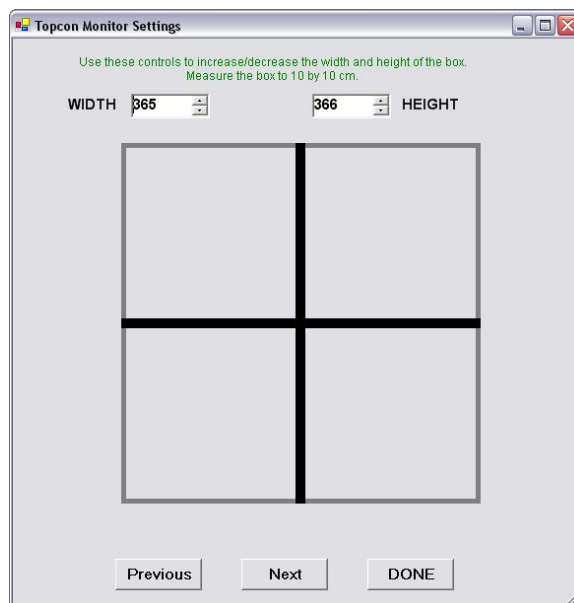 Topcon Monitor Settings
Use these controls to increase/decrease the width and height of the box.
Measure the box to 10 by 10 cm.
WIDTH 365 366 HEIGHT
Previous Next DONE